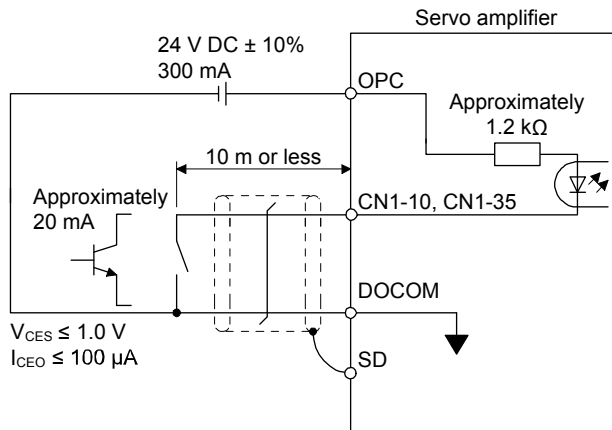 Servo amplifier
24 V DC ± 10%
300 mA
OPC
Approximately
1.2 kΩ
10 m or less
Approximately
20 mA
CN1-10, CN1-35
DOCOM
VCES ≤ 1.0 V
ICEO ≤ 100 µA
SD